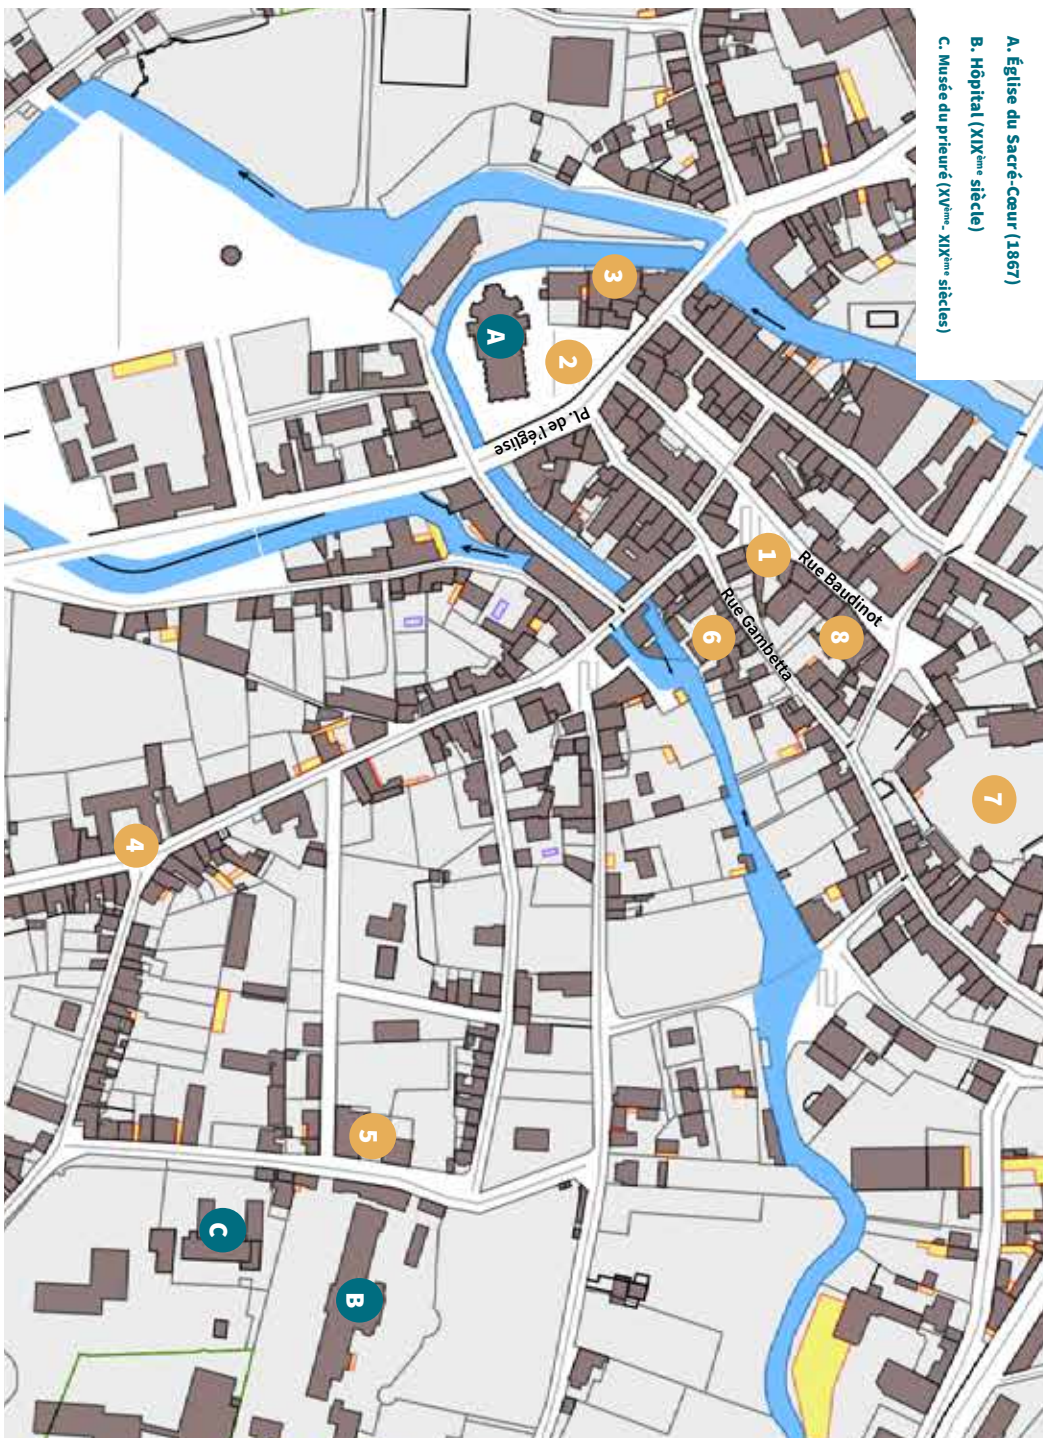 A. Église du Sacré-Cœur (1867)
B. Hôpital (XIXème siècle)
C. Musée du prieuré (XVème- XIXème siècles)
3
A
2
Pl. de l'église
1
Rue Baudinot
Rue Gambetta
6
8
7
4
5
C
B